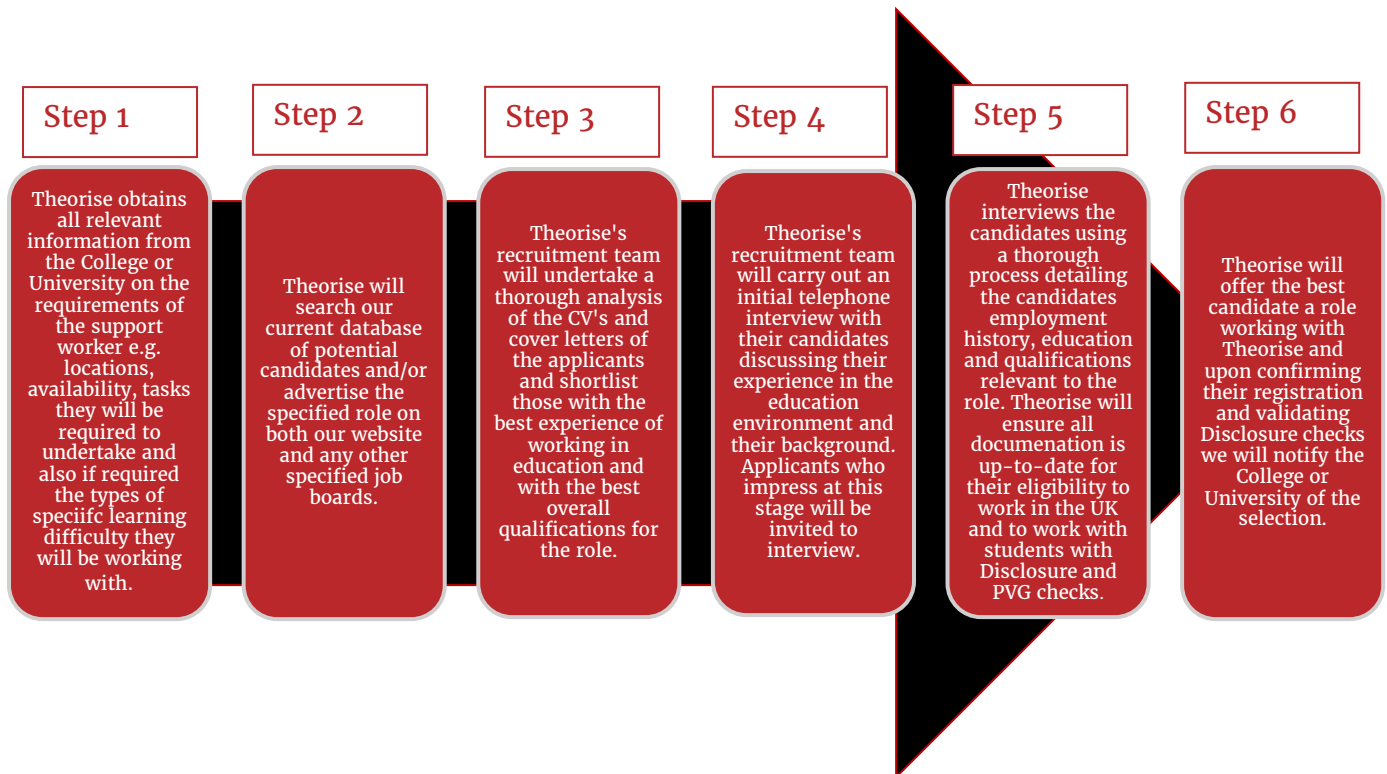 Step 1
Theorise obtains
all relevant
information from
the College or
University on the
requirements of
the support
worker e.g.
locations,
availability, tasks
they will be
required to
undertake and
also if required
the types of
speciifc learning
difficulty they
will be working
with.
Step 2
Theorise will
search our
current database
of potential
candidates and/or
advertise the
specified role on
both our website
and any other
specified job
boards.
Step 3
Theorise's
recruitment team
will undertake a
thorough analysis
of the CV's and
cover letters of
the applicants
and shortlist
those with the
best experience of
working in
education and
with the best
overall
qualifications for
the role.
Step 4
Theorise's
recruitment team
will carry out an
initial telephone
interview with
their candidates
discussing their
experience in the
education
environment and
their background.
Applicants who
impress at this
stage will be
invited to
interview.
Step 5
Theorise
interviews the
candidates using
a thorough
process detailing
the candidates
employment
history, education
and qualifications
relevant to the
role. Theorise will
ensure all
documenation is
up-to-date for
their eligibility to
work in the UK
and to work with
students with
Disclosure and
PVG checks.
Step 6
Theorise will
offer the best
candidate a role
working with
Theorise and
upon confirming
their registration
and validating
Disclosure checks
we will notify the
College or
University of the
selection.